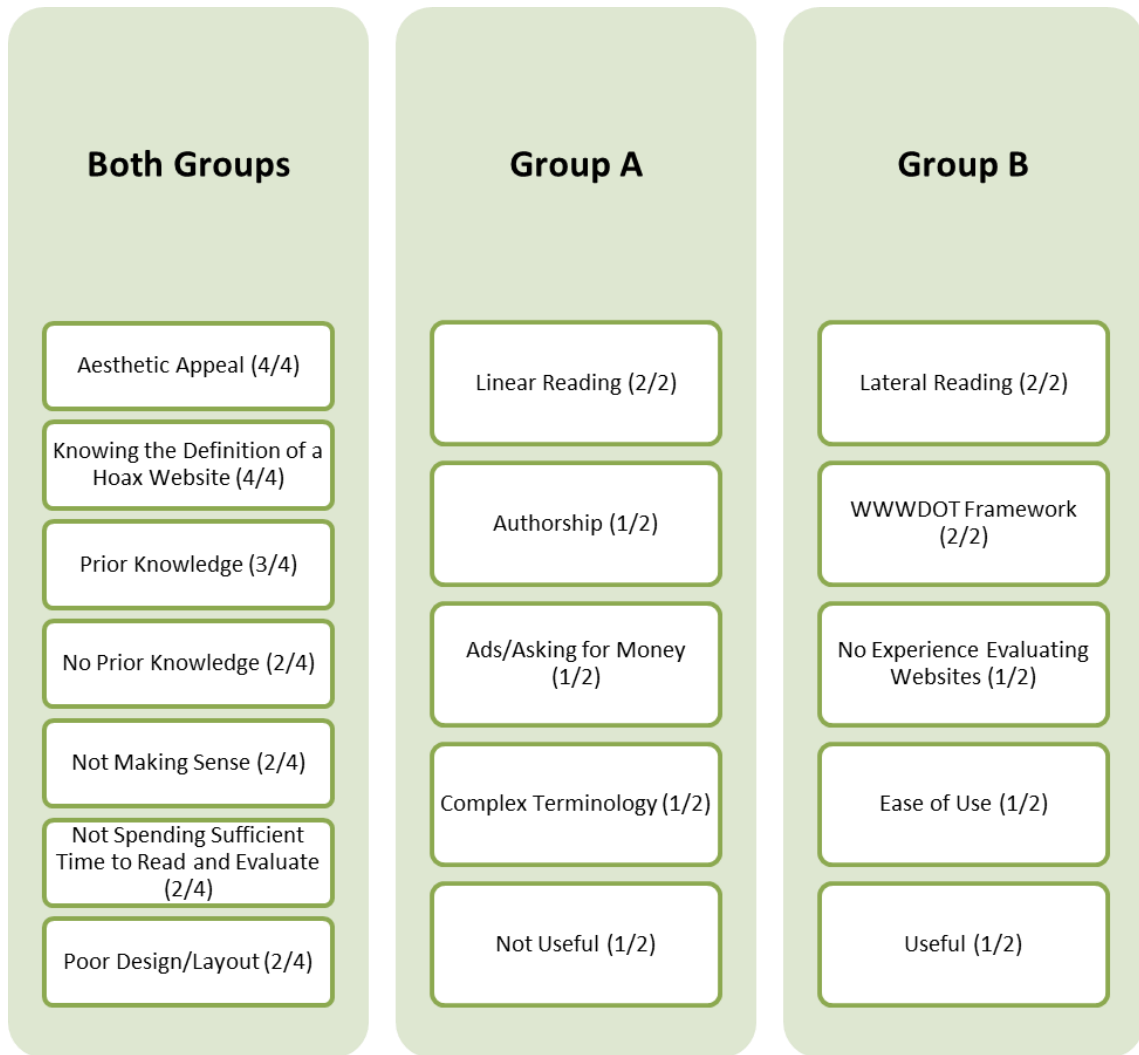 Both Groups
Aesthetic Appeal (4/4)
Knowing the Definition of a
Hoax Website (4/4)
Prior Knowledge (3/4)
No Prior Knowledge (2/4)
Not Making Sense (2/4)
Not Spending Sufficient
Time to Read and Evaluate
(2/4)
Poor Design/Layout (2/4)
Group A
Linear Reading (2/2)
Authorship (1/2)
Ads/Asking for Money
(1/2)
Complex Terminology (1/2)
Not Useful (1/2)
Group B
Lateral Reading (2/2)
WWWDOT Framework
(2/2)
No Experience Evaluating
Websites (1/2)
Ease of Use (1/2)
Useful (1/2)